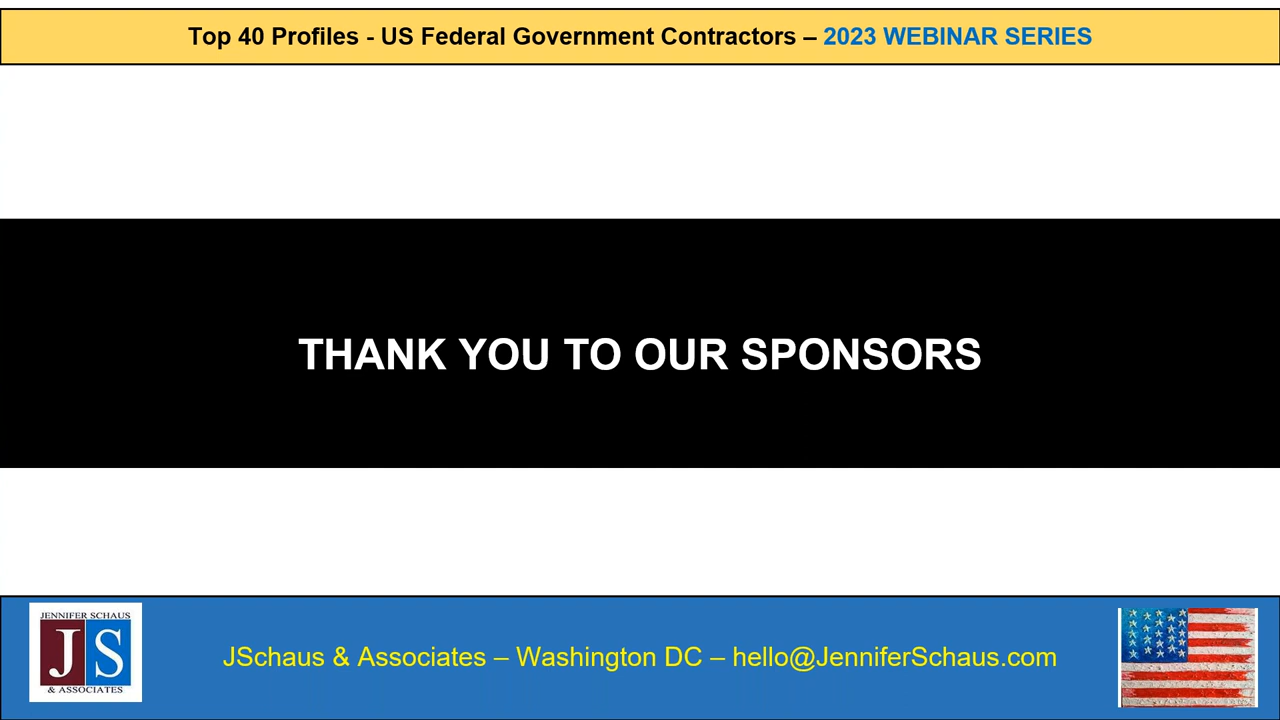 Top 40 Profiles - US Federal Government Contractors – 2023 WEBINAR SERIES
THANK YOU TO OUR SPONSORS
JENNIFER SCHAUS
JS
& ASSOCIATES
JSchaus & Associates – Washington DC – hello@JenniferSchaus.com